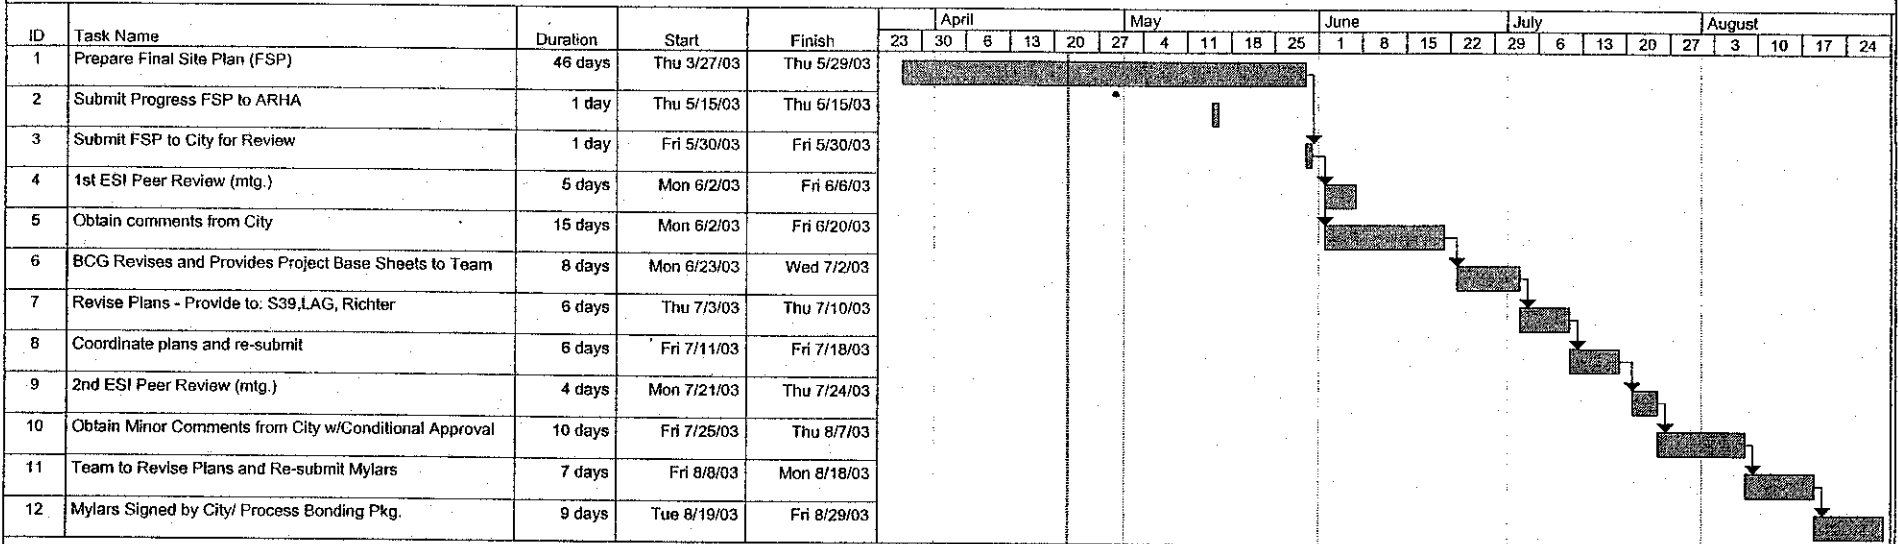 April May June July August
ID Task Name Duration Start Finish 23 30 6 13 20 27 4 11 18 25 1 8 15 22 29 6 13 20 27 3 10 17 24
1 Prepare Final Site Plan (FSP) 46 days Thu 3/27/03 Thu 5/29/03
2 Submit Progress FSP to ARHA 1 day Thu 5/15/03 Thu 5/15/03
3 Submit FSP to City for Review 1 day Fri 5/30/03 Fri 5/30/03
4 1st ESI Peer Review (mtg.) 5 days Mon 6/2/03 Fri 6/6/03
5 Obtain comments from City 15 days Mon 6/2/03 Fri 6/20/03
6 BCG Revises and Provides Project Base Sheets to Team 8 days Mon 6/23/03 Wed 7/2/03
7 Revise Plans - Provide to: S39,LAG, Richter 6 days Thu 7/3/03 Thu 7/10/03
8 Coordinate plans and re-submit 6 days Fri 7/11/03 Fri 7/18/03
9 2nd ESI Peer Review (mtg.) 4 days Mon 7/21/03 Thu 7/24/03
10 Obtain Minor Comments from City w/Conditional Approval 10 days Fri 7/25/03 Thu 8/7/03
11 Team to Revise Plans and Re-submit Mylars 7 days Fri 8/8/03 Mon 8/18/03
12 Mylars Signed by City/ Process Bonding Pkg. 9 days Tue 8/19/03 Fri 8/29/03